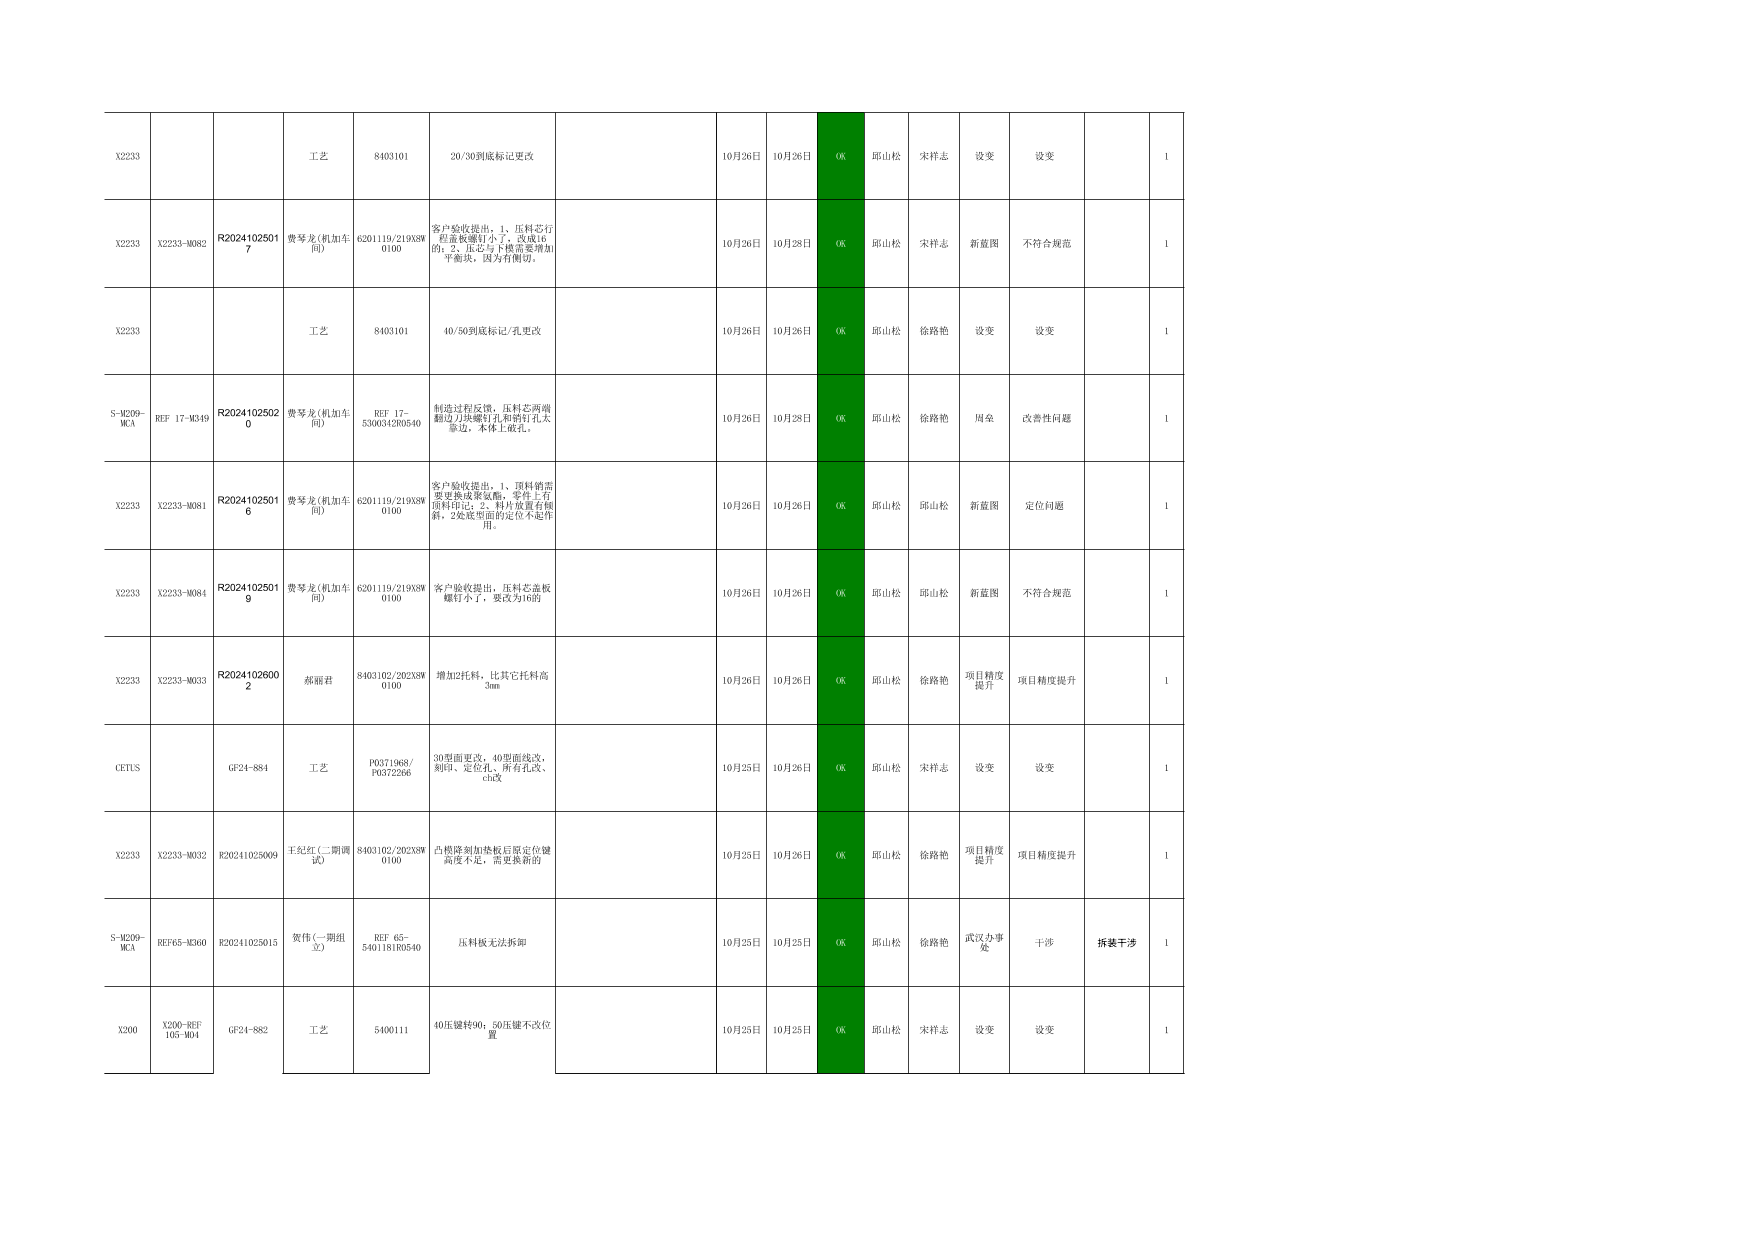 X2233 工艺 8403101 20/30到底标记更改 10月26日 10月26日 OK 邱山松 宋祥志 设变 设变 1
客户验收提出，1、压料芯行
X2233 X2233-M082 R2024102501 费琴龙(机加车 6201119/219X8W 程盖板螺钉小了，改成16 10月26日 10月28日 OK 邱山松 宋祥志 新蓝图 不符合规范 1
7 间) 0100 的；2、压芯与下模需要增加
平衡块，因为有侧切。
X2233 工艺 8403101 40/50到底标记/孔更改 10月26日 10月26日 OK 邱山松 徐路艳 设变 设变 1
S-M209- REF 17-M349 R2024102502 费琴龙(机加车 REF 17- 制造过程反馈，压料芯两端 10月26日 10月28日 OK 邱山松 徐路艳 周垒 改善性问题 1
MCA 0 间) 5300342R0540 翻边刀块螺钉孔和销钉孔太
靠边，本体上破孔。
客户验收提出，1、顶料销需
X2233 X2233-M081 R2024102501 费琴龙(机加车 6201119/219X8W 要更换成聚氨酯，零件上有 10月26日 10月26日 OK 邱山松 邱山松 新蓝图 定位问题 1
6 间) 0100 顶料印记；2、料片放置有倾
斜，2处底型面的定位不起作
用。
X2233 X2233-M084 R2024102501 费琴龙(机加车 6201119/219X8W 客户验收提出，压料芯盖板 10月26日 10月26日 OK 邱山松 邱山松 新蓝图 不符合规范 1
9 间) 0100 螺钉小了，要改为16的
X2233 X2233-M033 R2024102600 郝丽君 8403102/202X8W 增加2托料，比其它托料高 10月26日 10月26日 OK 邱山松 徐路艳 项目精度 项目精度提升 1
2 0100 3mm 提升
CETUS GF24-884 工艺 P0371968/ 30型面更改，40型面线改， 10月25日 10月26日 OK 邱山松 宋祥志 设变 设变 1
P0372266 刻印、定位孔、所有孔改、
ch改
X2233 X2233-M032 R20241025009 王纪红(二期调 8403102/202X8W 凸模降刻加垫板后原定位键 10月25日 10月26日 OK 邱山松 徐路艳 项目精度 项目精度提升 1
试) 0100 高度不足，需更换新的 提升
S-M209- REF65-M360 R20241025015 贺伟(一期组 REF 65- 压料板无法拆卸 10月25日 10月25日 OK 邱山松 徐路艳 武汉办事 干涉 拆装干涉 1
MCA 立) 5401181R0540 处
X200 X200-REF GF24-882 工艺 5400111 40压键转90；50压键不改位 10月25日 10月25日 OK 邱山松 宋祥志 设变 设变 1
105-M04 置